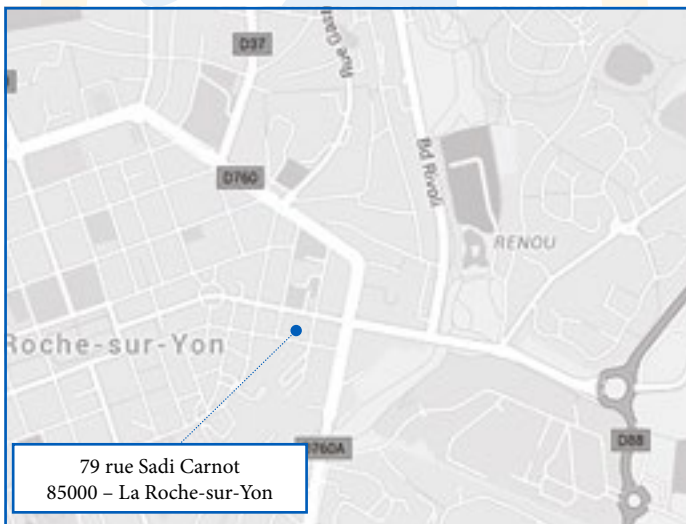 D37
Rue Gast
D760
Bd Rivoli
RENOU
Roche-sur-Yon
D760A
D88
79 rue Sadi Carnot
85000 – La Roche-sur-Yon